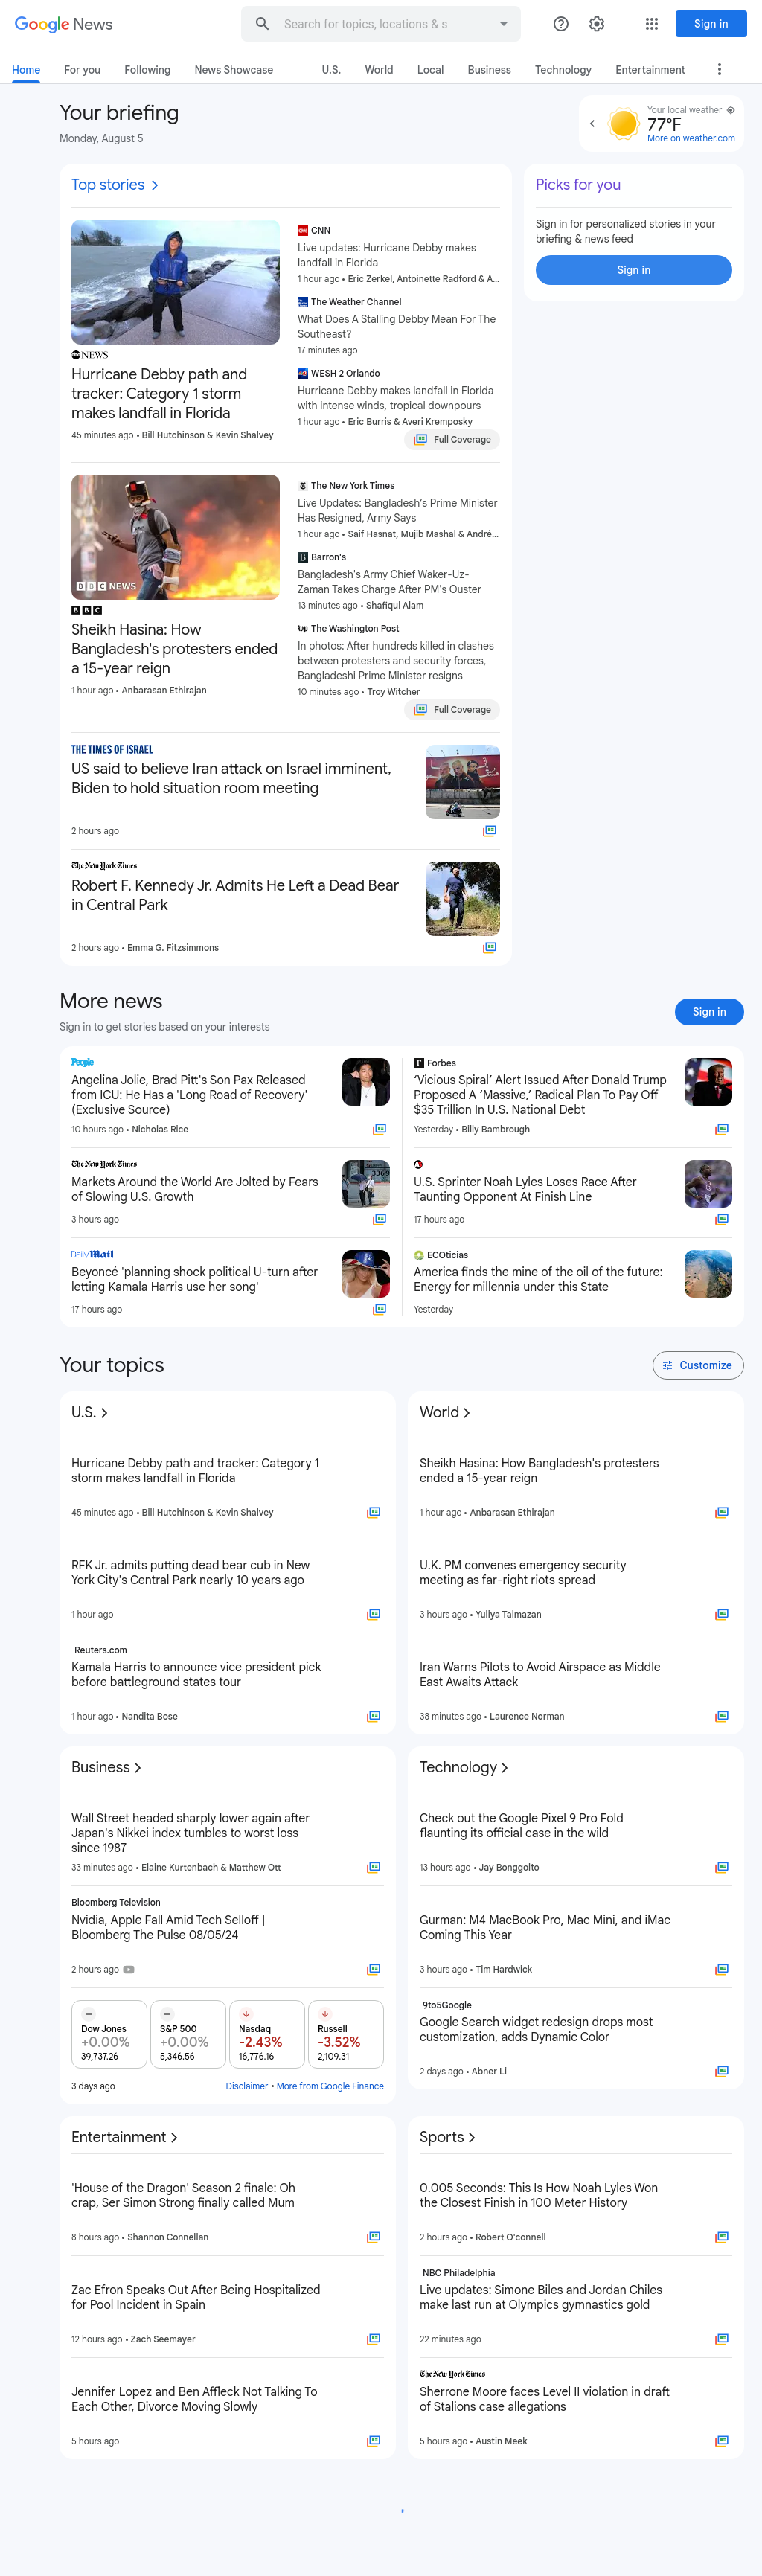 Google News
Search for topics, locations & s
Sign in
Home
For you
Following
News Showcase
U.S.
World
Local
Business
Technology
Entertainment
Your briefing
Monday, August 5
Your local weather
77°F
More on weather.com
Top stories
abc NEWS
Hurricane Debby path and
tracker: Category 1 storm
makes landfall in Florida
45 minutes ago • Bill Hutchinson & Kevin Shalvey
CNN
Live updates: Hurricane Debby makes
landfall in Florida
1 hour ago • Eric Zerkel, Antoinette Radford & A...
The Weather Channel
What Does A Stalling Debby Mean For The
Southeast?
17 minutes ago
WESH 2 Orlando
Hurricane Debby makes landfall in Florida
with intense winds, tropical downpours
1 hour ago • Eric Burris & Averi Kremposky
Full Coverage
Picks for you
Sign in for personalized stories in your
briefing & news feed
Sign in
BBC NEWS
BBC
Sheikh Hasina: How
Bangladesh's protesters ended
a 15-year reign
1 hour ago • Anbarasan Ethirajan
The New York Times
Live Updates: Bangladesh's Prime Minister
Has Resigned, Army Says
1 hour ago • Saif Hasnat, Mujib Mashal & André...
Barron's
Bangladesh's Army Chief Waker-Uz-
Zaman Takes Charge After PM's Ouster
13 minutes ago • Shafiqul Alam
The Washington Post
In photos: After hundreds killed in clashes
between protesters and security forces,
Bangladeshi Prime Minister resigns
10 minutes ago • Troy Witcher
Full Coverage
THE TIMES OF ISRAEL
US said to believe Iran attack on Israel imminent,
Biden to hold situation room meeting
2 hours ago
The New York Times
Robert F. Kennedy Jr. Admits He Left a Dead Bear
in Central Park
2 hours ago • Emma G. Fitzsimmons
More news
Sign in to get stories based on your interests
Sign in
People
Angelina Jolie, Brad Pitt's Son Pax Released
from ICU: He Has a 'Long Road of Recovery'
(Exclusive Source)
10 hours ago • Nicholas Rice
Forbes
‘Vicious Spiral’ Alert Issued After Donald Trump
Proposed A ‘Massive,’ Radical Plan To Pay Off
$35 Trillion In U.S. National Debt
Yesterday • Billy Bambrough
The New York Times
Markets Around the World Are Jolted by Fears
of Slowing U.S. Growth
3 hours ago
U.S. Sprinter Noah Lyles Loses Race After
Taunting Opponent At Finish Line
17 hours ago
Daily Mail
Beyoncé 'planning shock political U-turn after
letting Kamala Harris use her song'
17 hours ago
ECOticias
America finds the mine of the oil of the future:
Energy for millennia under this State
Yesterday
Your topics
Customize
U.S.
Hurricane Debby path and tracker: Category 1
storm makes landfall in Florida
45 minutes ago • Bill Hutchinson & Kevin Shalvey
RFK Jr. admits putting dead bear cub in New
York City's Central Park nearly 10 years ago
1 hour ago
Reuters.com
Kamala Harris to announce vice president pick
before battleground states tour
1 hour ago • Nandita Bose
World
Sheikh Hasina: How Bangladesh's protesters
ended a 15-year reign
1 hour ago • Anbarasan Ethirajan
U.K. PM convenes emergency security
meeting as far-right riots spread
3 hours ago • Yuliya Talmazan
Iran Warns Pilots to Avoid Airspace as Middle
East Awaits Attack
38 minutes ago • Laurence Norman
Business
Wall Street headed sharply lower again after
Japan's Nikkei index tumbles to worst loss
since 1987
33 minutes ago • Elaine Kurtenbach & Matthew Ott
Bloomberg Television
Nvidia, Apple Fall Amid Tech Selloff |
Bloomberg The Pulse 08/05/24
2 hours ago
Dow Jones
+0.00%
39,737.26
S&P 500
+0.00%
5,346.56
Nasdaq
-2.43%
16,776.16
Russell
-3.52%
2,109.31
3 days ago
Disclaimer • More from Google Finance
Technology
Check out the Google Pixel 9 Pro Fold
flaunting its official case in the wild
13 hours ago • Jay Bonggolto
Gurman: M4 MacBook Pro, Mac Mini, and iMac
Coming This Year
3 hours ago • Tim Hardwick
9to5Google
Google Search widget redesign drops most
customization, adds Dynamic Color
2 days ago • Abner Li
Entertainment
'House of the Dragon' Season 2 finale: Oh
crap, Ser Simon Strong finally called Mum
8 hours ago • Shannon Connellan
Zac Efron Speaks Out After Being Hospitalized
for Pool Incident in Spain
12 hours ago • Zach Seemayer
Jennifer Lopez and Ben Affleck Not Talking To
Each Other, Divorce Moving Slowly
5 hours ago
Sports
0.005 Seconds: This Is How Noah Lyles Won
the Closest Finish in 100 Meter History
2 hours ago • Robert O'connell
NBC Philadelphia
Live updates: Simone Biles and Jordan Chiles
make last run at Olympics gymnastics gold
22 minutes ago
The New York Times
Sherrone Moore faces Level II violation in draft
of Stalions case allegations
5 hours ago • Austin Meek